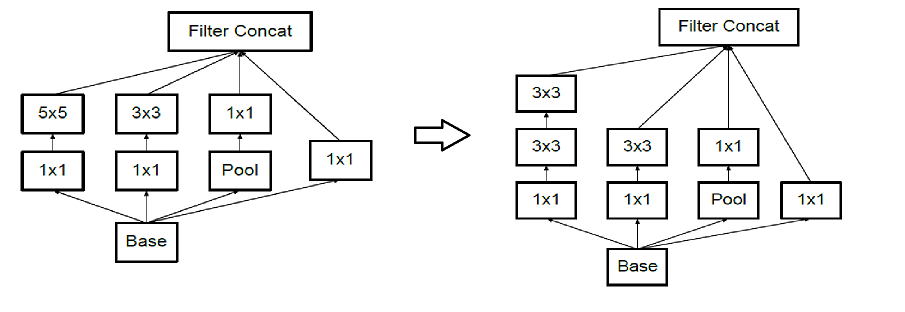 Filter Concat
5x5
3x3
1x1
1x1
1x1
Pool
1x1
Base
Filter Concat
3x3
3x3
3x3
1x1
1x1
1x1
Pool
1x1
Base